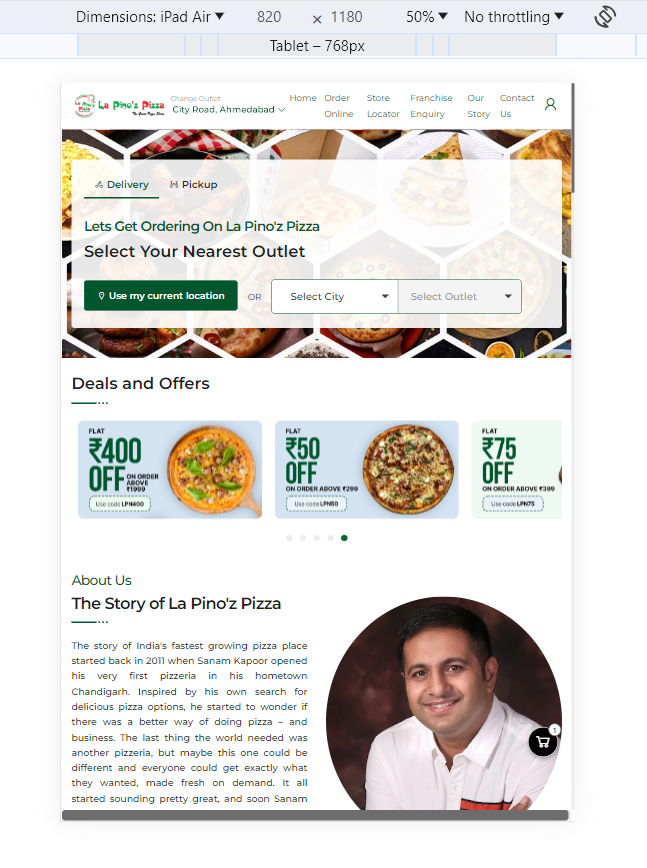 Dimensions: iPad Air ▼ 820 × 1180 50% ▼ No throttling ▼
Tablet – 768px
La Pino'z Pizza
Change Outlet
City Road, Ahmedabad
Home Order Online Store Locator Franchise Enquiry Our Story Contact Us
Delivery Pickup
Lets Get Ordering On La Pino'z Pizza
Select Your Nearest Outlet
Use my current location OR Select City Select Outlet
Deals and Offers
FLAT
₹400
OFF ON ORDER ABOVE ₹1999
Use code LPN400
FLAT
₹50
OFF
ON ORDER ABOVE ₹299
Use code LPN50
FLAT
₹75
OFF
ON ORDER ABOVE ₹399
Use code LPN75
About Us
The Story of La Pino'z Pizza
The story of India's fastest growing pizza place
started back in 2011 when Sanam Kapoor opened
his very first pizzeria in his hometown
Chandigarh. Inspired by his own search for
delicious pizza options, he started to wonder if
there was a better way of doing pizza – and
business. The last thing the world needed was
another pizzeria, but maybe this one could be
different and everyone could get exactly what
they wanted, made fresh on demand. It all
started sounding pretty great, and soon Sanam
1